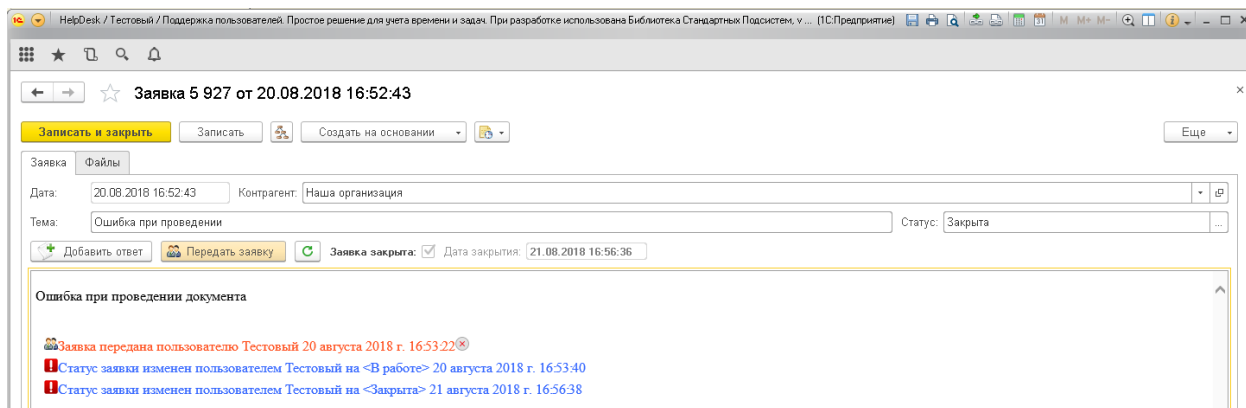 HelpDesk / Тестовый / Поддержка пользователей. Простое решение для учета времени и задач. При разработке использована Библиотека Стандартных Подсистем, v ... (1С:Предприятие) M M+ M-
Заявка 5 927 от 20.08.2018 16:52:43
Записать и закрыть Записать Создать на основании Еще
Заявка Файлы
Дата: 20.08.2018 16:52:43 Контрагент: Наша организация
Тема: Ошибка при проведении Статус: Закрыта ...
Добавить ответ Передать заявку Заявка закрыта: Дата закрытия: 21.08.2018 16:56:36
Ошибка при проведении документа
Заявка передана пользователю Тестовый 20 августа 2018 г. 16:53:22
Статус заявки изменен пользователем Тестовый на <В работе> 20 августа 2018 г. 16:53:40
Статус заявки изменен пользователем Тестовый на <Закрыта> 21 августа 2018 г. 16:56:38